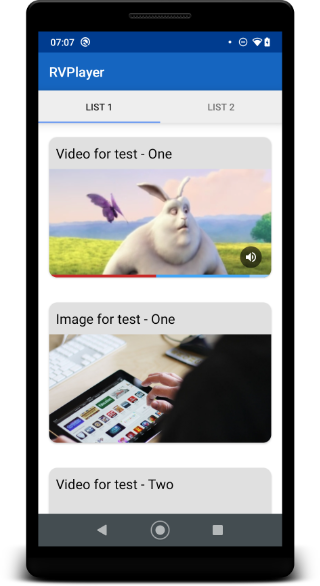 07:07
RVPlayer
LIST 1
LIST 2
Video for test - One
Image for test - One
Video for test - Two